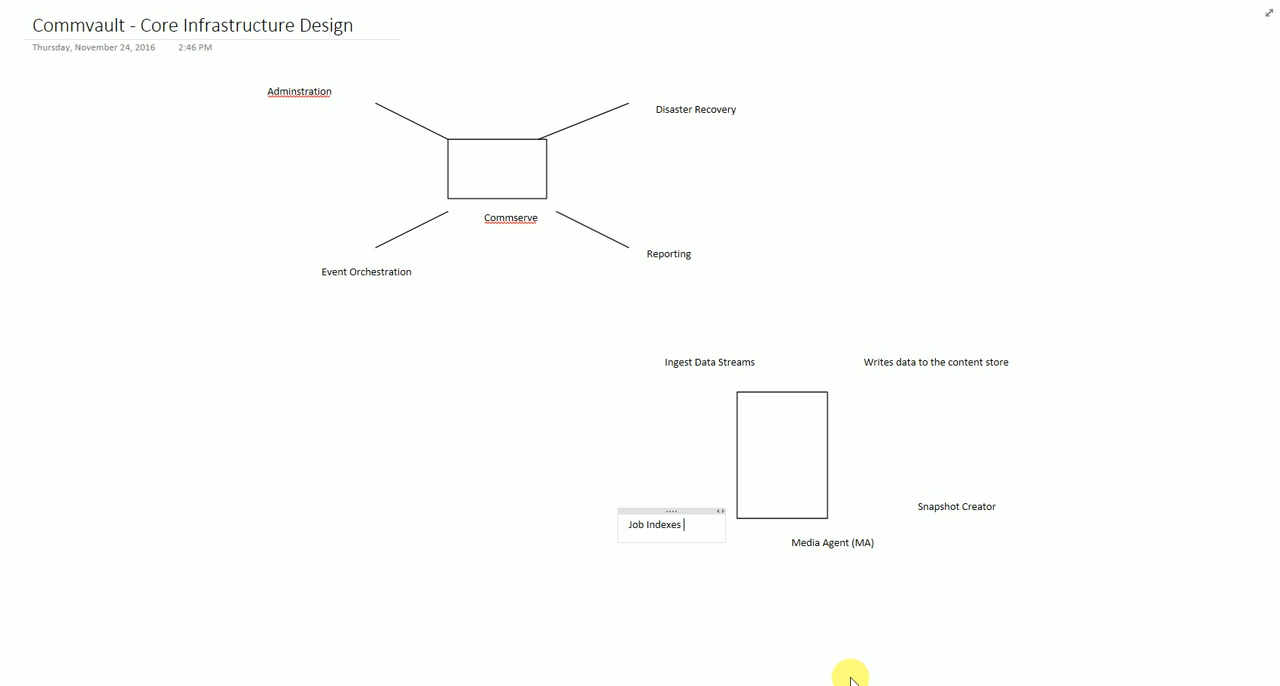 Commvault - Core Infrastructure Design
Thursday, November 24, 2016 2:46 PM
Adminstration
Disaster Recovery
Commserve
Event Orchestration
Reporting
Ingest Data Streams
Writes data to the content store
Snapshot Creator
Job Indexes
Media Agent (MA)